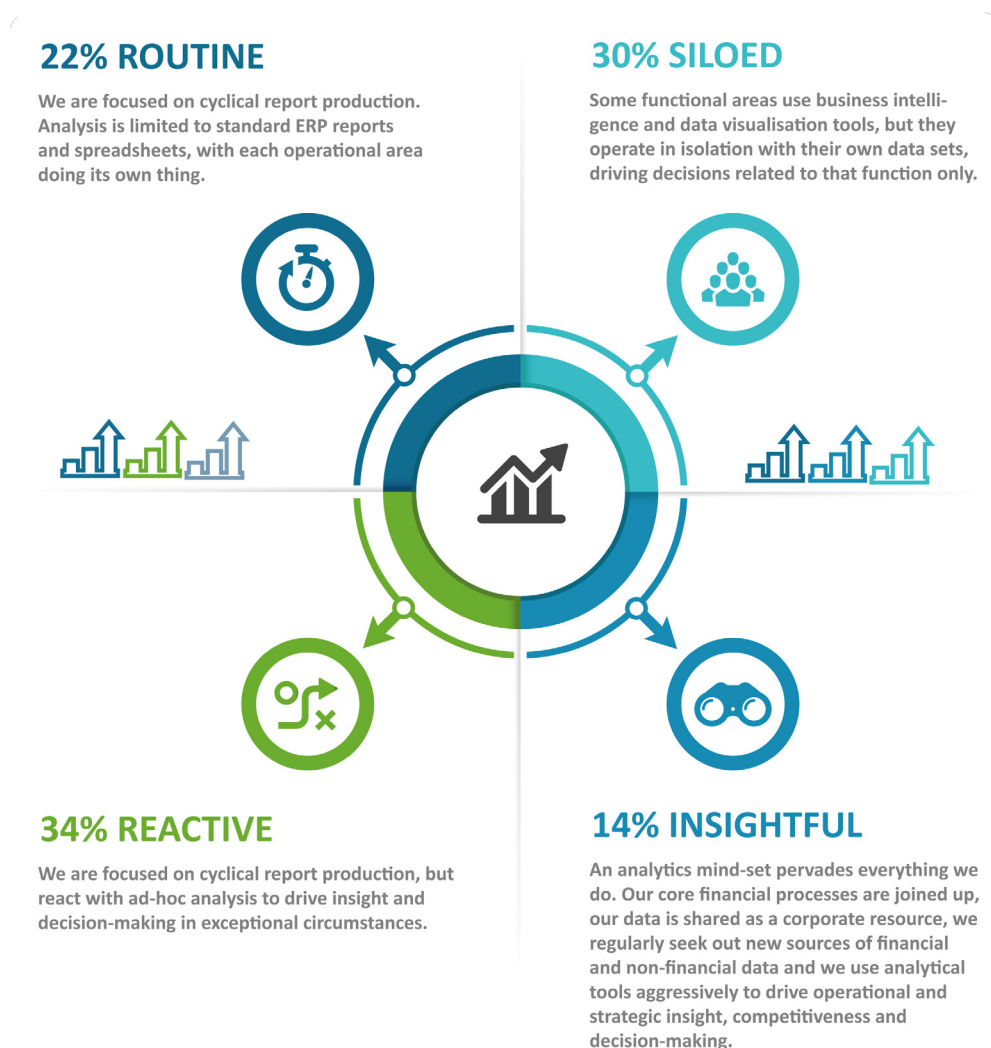 22% ROUTINE
We are focused on cyclical report production.
Analysis is limited to standard ERP reports
and spreadsheets, with each operational area
doing its own thing.
30% SILOED
Some functional areas use business intelli-
gence and data visualisation tools, but they
operate in isolation with their own data sets,
driving decisions related to that function only.
34% REACTIVE
We are focused on cyclical report production, but
react with ad-hoc analysis to drive insight and
decision-making in exceptional circumstances.
14% INSIGHTFUL
An analytics mind-set pervades everything we
do. Our core financial processes are joined up,
our data is shared as a corporate resource, we
regularly seek out new sources of financial
and non-financial data and we use analytical
tools aggressively to drive operational and
strategic insight, competitiveness and
decision-making.